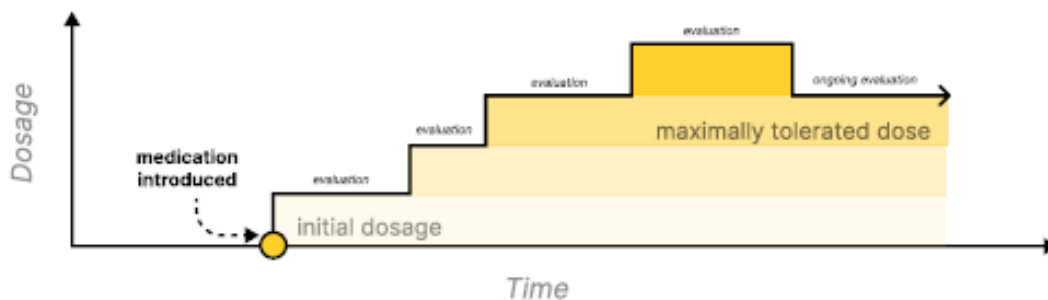 evaluation
evaluation
ongoing evaluation
evaluation
maximally tolerated dose
medication
introduced
evaluation
initial dosage
Dosage
Time